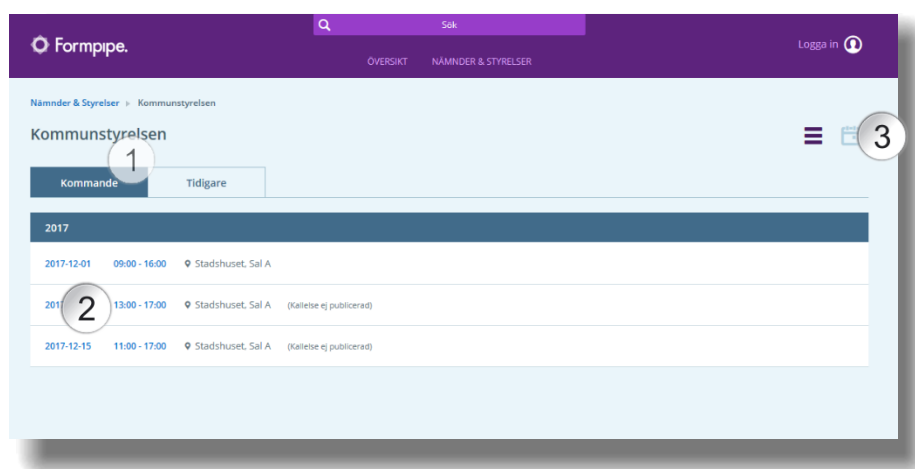 Sök
Formpipe.
Logga in
ÖVERSIKT NÄMNDER & STYRELSER
Nämnder & Styrelser Kommunstyrelsen
Kommunstyrelsen
3
1
Kommande Tidigare
2017
2017-12-01 09:00 - 16:00 Stadshuset, Sal A
2 13:00 - 17:00 Stadshuset, Sal A (Kallelse ej publicerad)
2017-12-15 11:00 - 17:00 Stadshuset, Sal A (Kallelse ej publicerad)